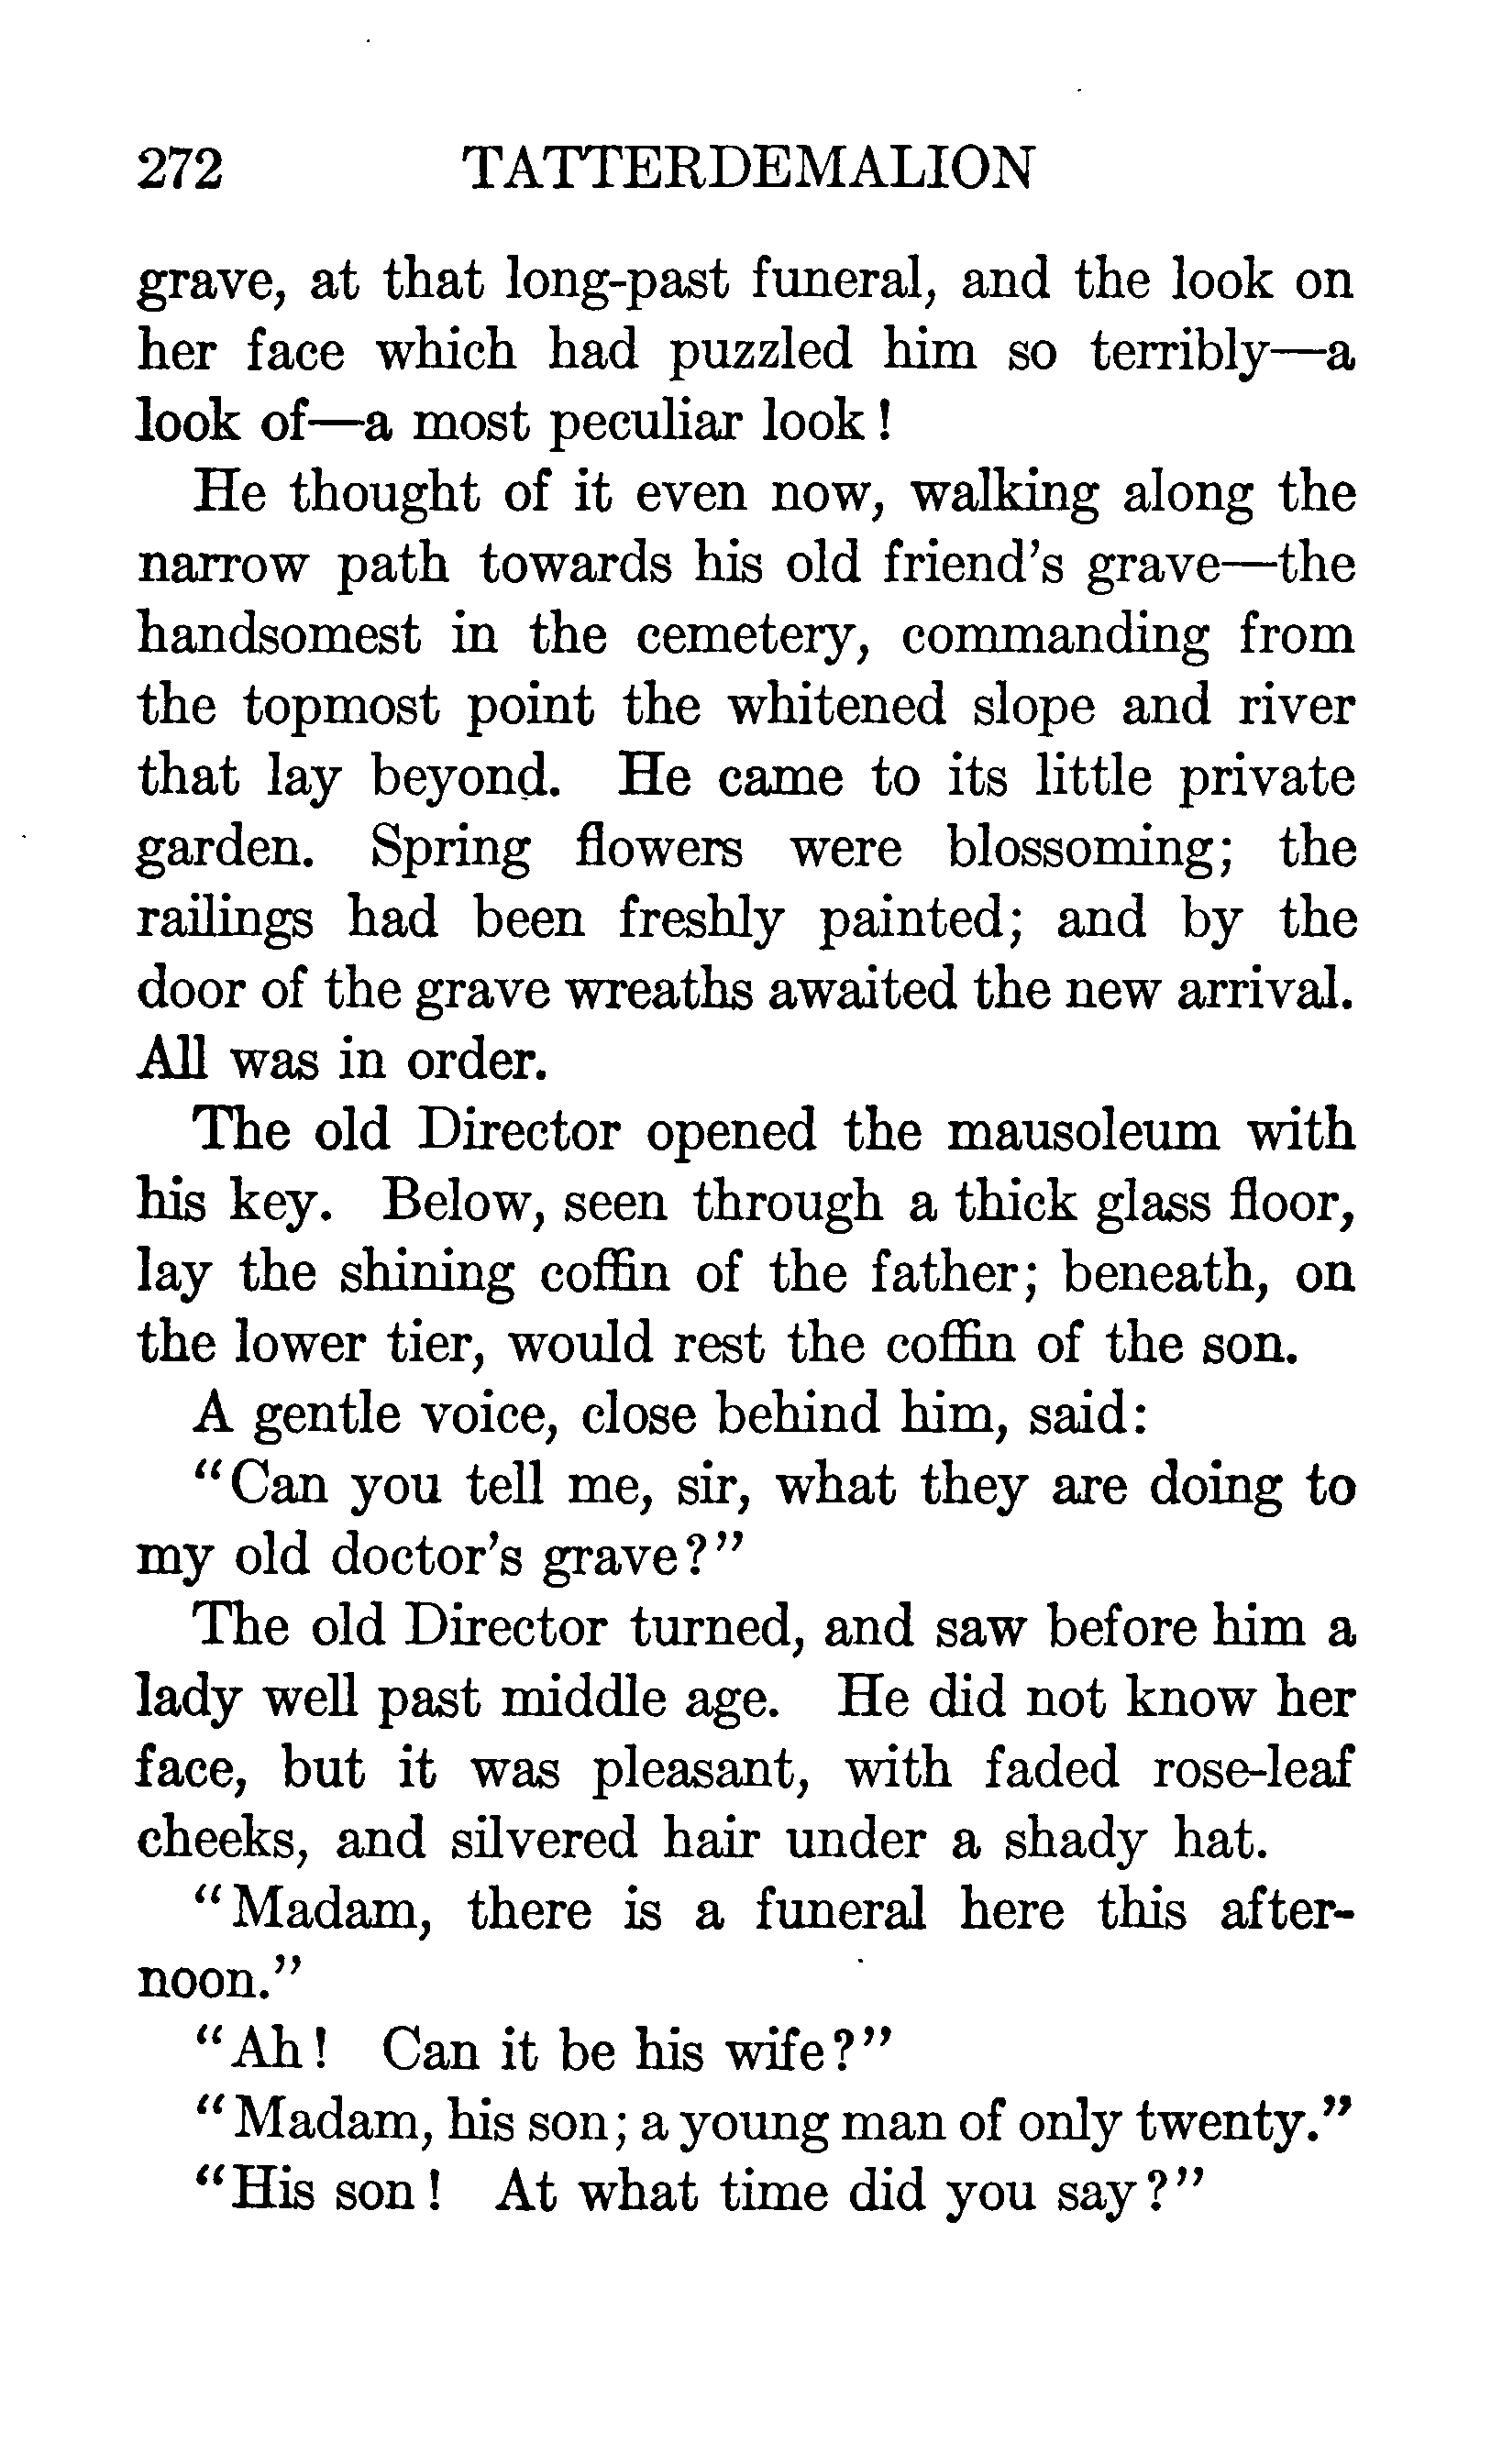 272 TATTERDEMALION
grave, at that long-past funeral, and the look on
her face which had puzzled him so terribly—a
look of—a most peculiar look!
He thought of it even now, walking along the
narrow path towards his old friend's grave—the
handsomest in the cemetery, commanding from
the topmost point the whitened slope and river
that lay beyond. He came to its little private
garden. Spring flowers were blossoming; the
railings had been freshly painted; and by the
door of the grave wreaths awaited the new arrival.
All was in order.
The old Director opened the mausoleum with
his key. Below, seen through a thick glass floor,
lay the shining coffin of the father; beneath, on
the lower tier, would rest the coffin of the son.
A gentle voice, close behind him, said:
"Can you tell me, sir, what they are doing to
my old doctor's grave?"
The old Director turned, and saw before him a
lady well past middle age. He did not know her
face, but it was pleasant, with faded rose-leaf
cheeks, and silvered hair under a shady hat.
"Madam, there is a funeral here this after-
noon."
"Ah! Can it be his wife?"
"Madam, his son; a young man of only twenty."
"His son! At what time did you say?"